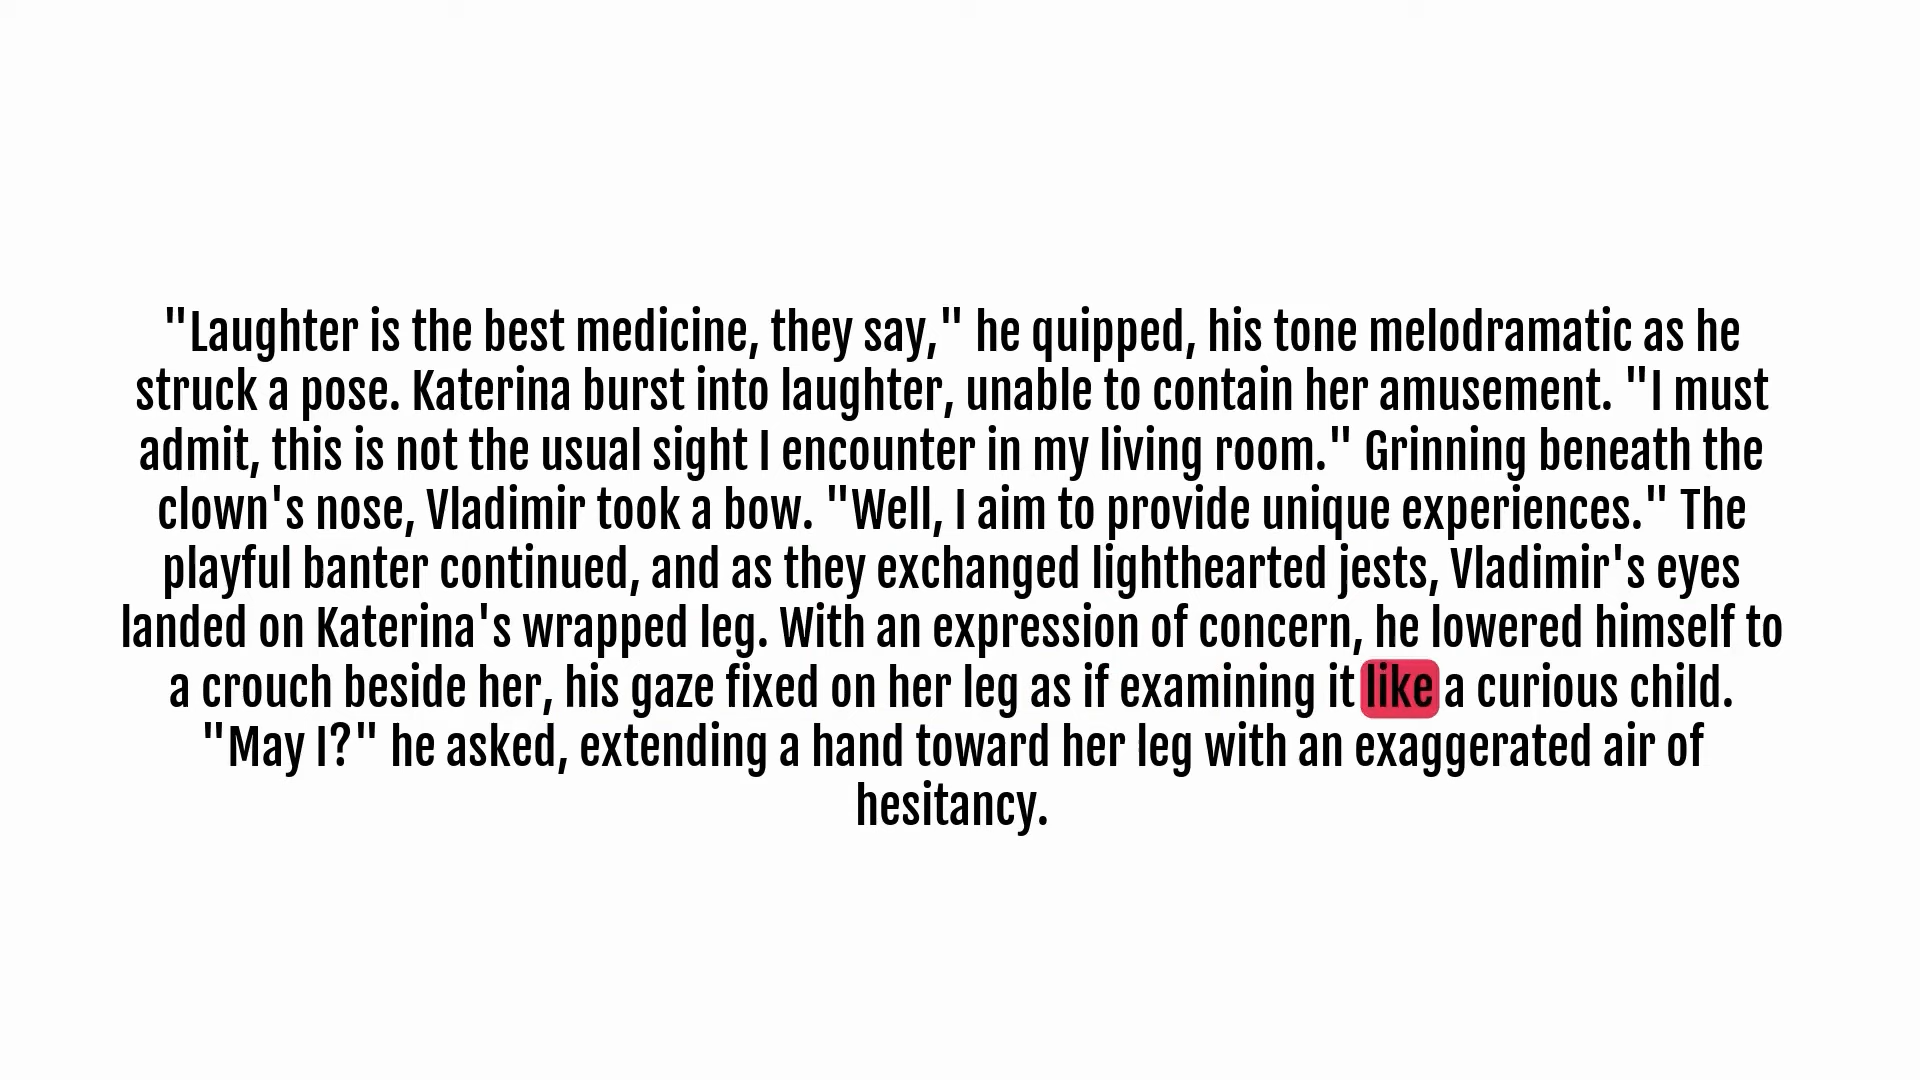 "Laughter is the best medicine, they say," he quipped, his tone melodramatic as he
struck a pose. Katerina burst into laughter, unable to contain her amusement. "I must
admit, this is not the usual sight I encounter in my living room." Grinning beneath the
clown's nose, Vladimir took a bow. "Well, I aim to provide unique experiences." The
playful banter continued, and as they exchanged lighthearted jests, Vladimir's eyes
landed on Katerina's wrapped leg. With an expression of concern, he lowered himself to
a crouch beside her, his gaze fixed on her leg as if examining it like a curious child.
"May I?" he asked, extending a hand toward her leg with an exaggerated air of
hesitancy.